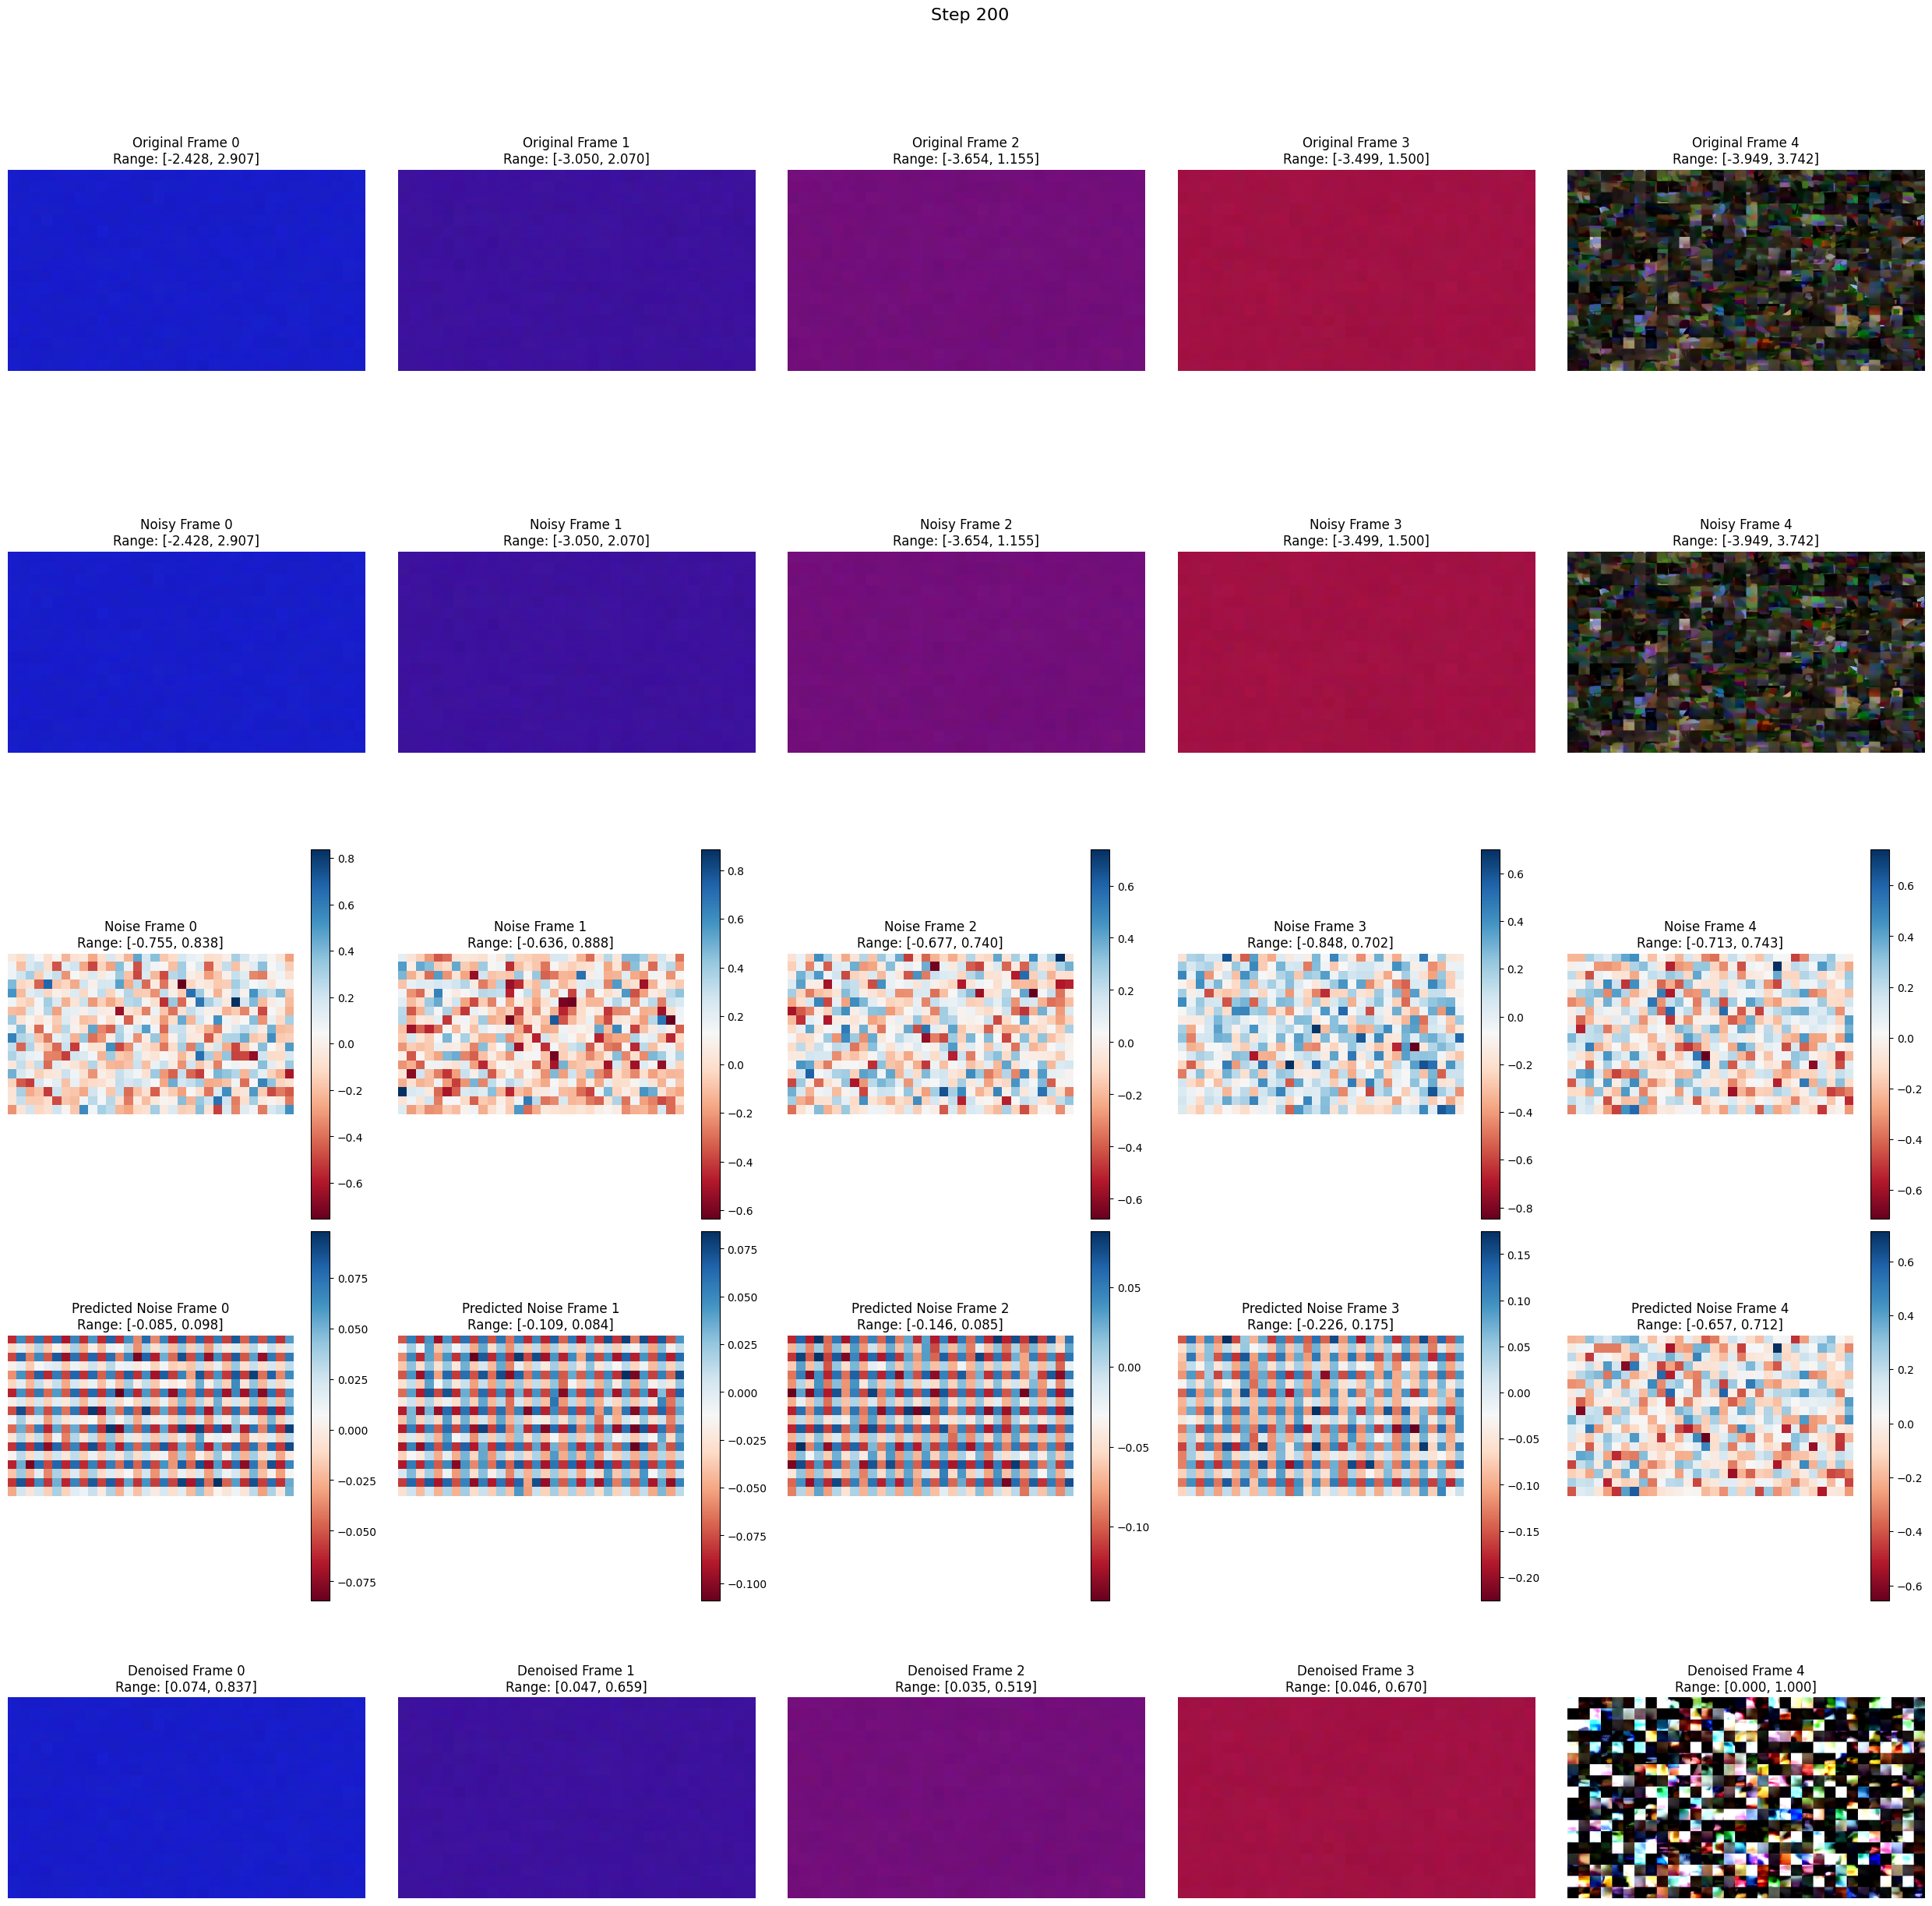 Step 200
Original Frame 0
Range: [-2.428, 2.907]
Original Frame 1
Range: [-3.050, 2.070]
Original Frame 2
Range: [-3.654, 1.155]
Original Frame 3
Range: [-3.499, 1.500]
Original Frame 4
Range: [-3.949, 3.742]
Noisy Frame 0
Range: [-2.428, 2.907]
Noisy Frame 1
Range: [-3.050, 2.070]
Noisy Frame 2
Range: [-3.654, 1.155]
Noisy Frame 3
Range: [-3.499, 1.500]
Noisy Frame 4
Range: [-3.949, 3.742]
Noise Frame 0
Range: [-0.755, 0.838]
0.8
0.6
0.4
0.2
0.0
−0.2
−0.4
−0.6
Noise Frame 1
Range: [-0.636, 0.888]
0.8
0.6
0.4
0.2
0.0
−0.2
−0.4
−0.6
Noise Frame 2
Range: [-0.677, 0.740]
0.6
0.4
0.2
0.0
−0.2
−0.4
−0.6
Noise Frame 3
Range: [-0.848, 0.702]
0.6
0.4
0.2
0.0
−0.2
−0.4
−0.6
−0.8
Noise Frame 4
Range: [-0.713, 0.743]
0.6
0.4
0.2
0.0
−0.2
−0.4
−0.6
Predicted Noise Frame 0
Range: [-0.085, 0.098]
0.075
0.050
0.025
0.000
−0.025
−0.050
−0.075
Predicted Noise Frame 1
Range: [-0.109, 0.084]
0.075
0.050
0.025
0.000
−0.025
−0.050
−0.075
−0.100
Predicted Noise Frame 2
Range: [-0.146, 0.085]
0.05
0.00
−0.05
−0.10
Predicted Noise Frame 3
Range: [-0.226, 0.175]
0.15
0.10
0.05
0.00
−0.05
−0.10
−0.15
−0.20
Predicted Noise Frame 4
Range: [-0.657, 0.712]
0.6
0.4
0.2
0.0
−0.2
−0.4
−0.6
Denoised Frame 0
Range: [0.074, 0.837]
Denoised Frame 1
Range: [0.047, 0.659]
Denoised Frame 2
Range: [0.035, 0.519]
Denoised Frame 3
Range: [0.046, 0.670]
Denoised Frame 4
Range: [0.000, 1.000]